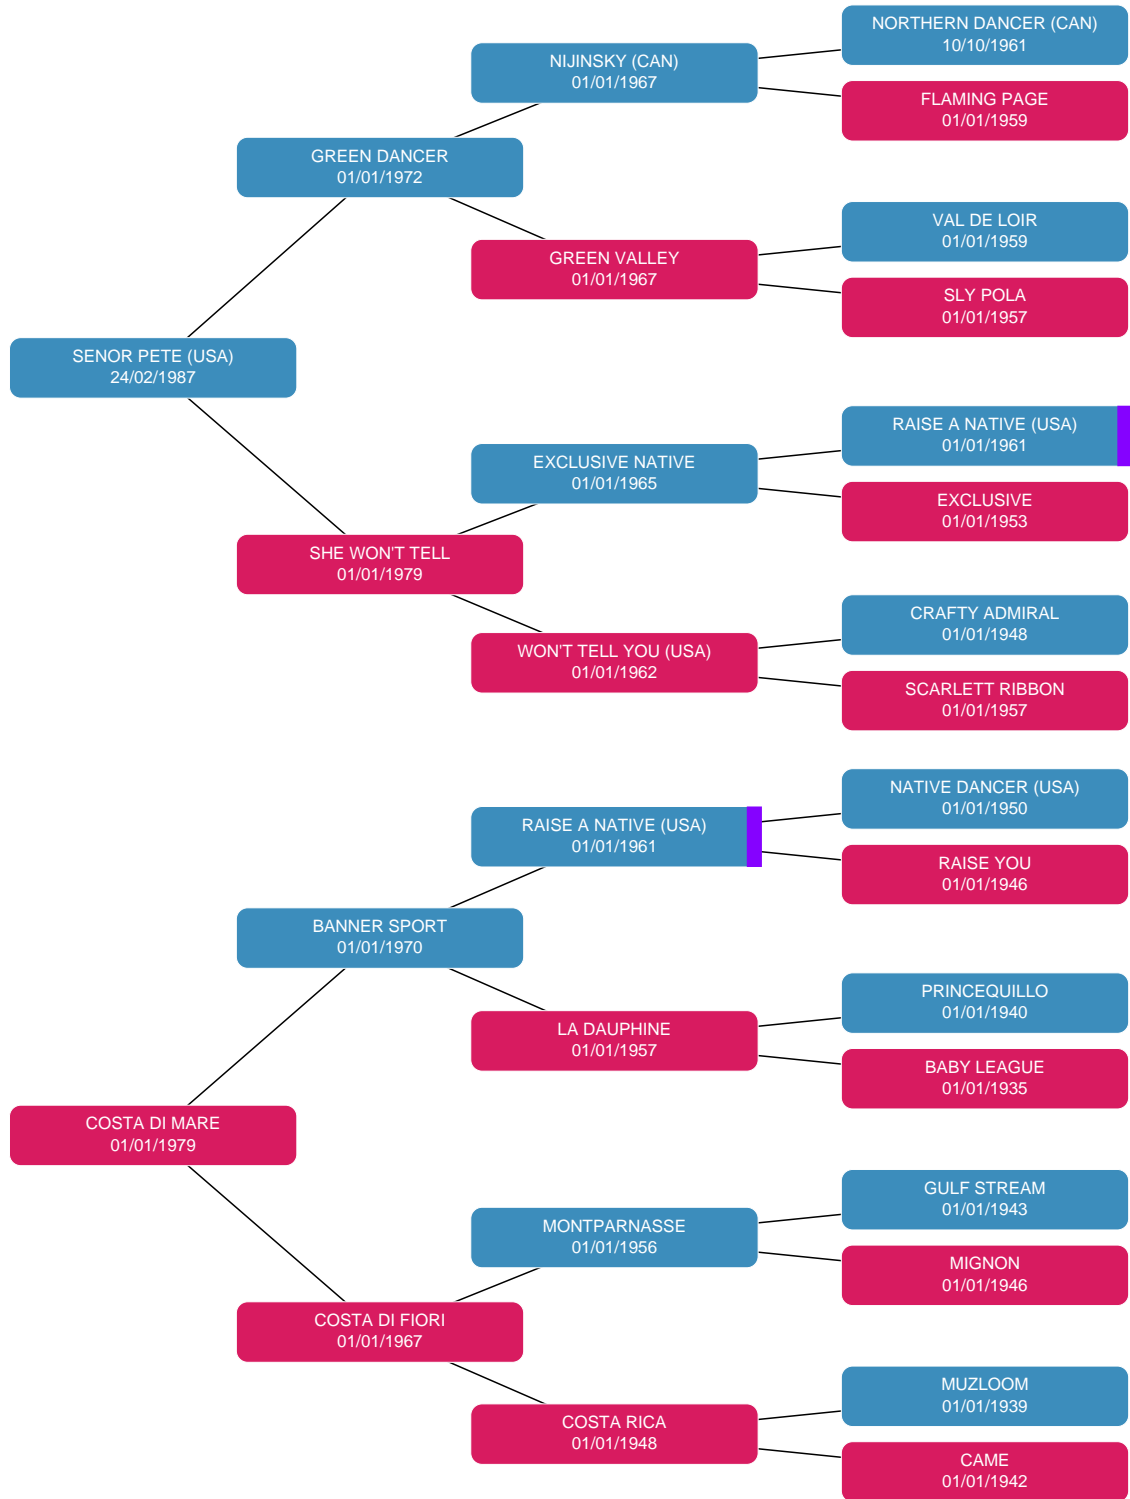 NORTHERN DANCER (CAN)
10/10/1961
NIJINSKY (CAN)
01/01/1967
FLAMING PAGE
01/01/1959
GREEN DANCER
01/01/1972
VAL DE LOIR
01/01/1959
GREEN VALLEY
01/01/1967
SLY POLA
01/01/1957
SENOR PETE (USA)
24/02/1987
RAISE A NATIVE (USA)
01/01/1961
EXCLUSIVE NATIVE
01/01/1965
EXCLUSIVE
01/01/1953
SHE WON'T TELL
01/01/1979
CRAFTY ADMIRAL
01/01/1948
WON'T TELL YOU (USA)
01/01/1962
SCARLETT RIBBON
01/01/1957
NATIVE DANCER (USA)
01/01/1950
RAISE A NATIVE (USA)
01/01/1961
RAISE YOU
01/01/1946
BANNER SPORT
01/01/1970
PRINCEQUILLO
01/01/1940
LA DAUPHINE
01/01/1957
BABY LEAGUE
01/01/1935
COSTA DI MARE
01/01/1979
GULF STREAM
01/01/1943
MONTPARNASSE
01/01/1956
MIGNON
01/01/1946
COSTA DI FIORI
01/01/1967
MUZLOOM
01/01/1939
COSTA RICA
01/01/1948
CAME
01/01/1942